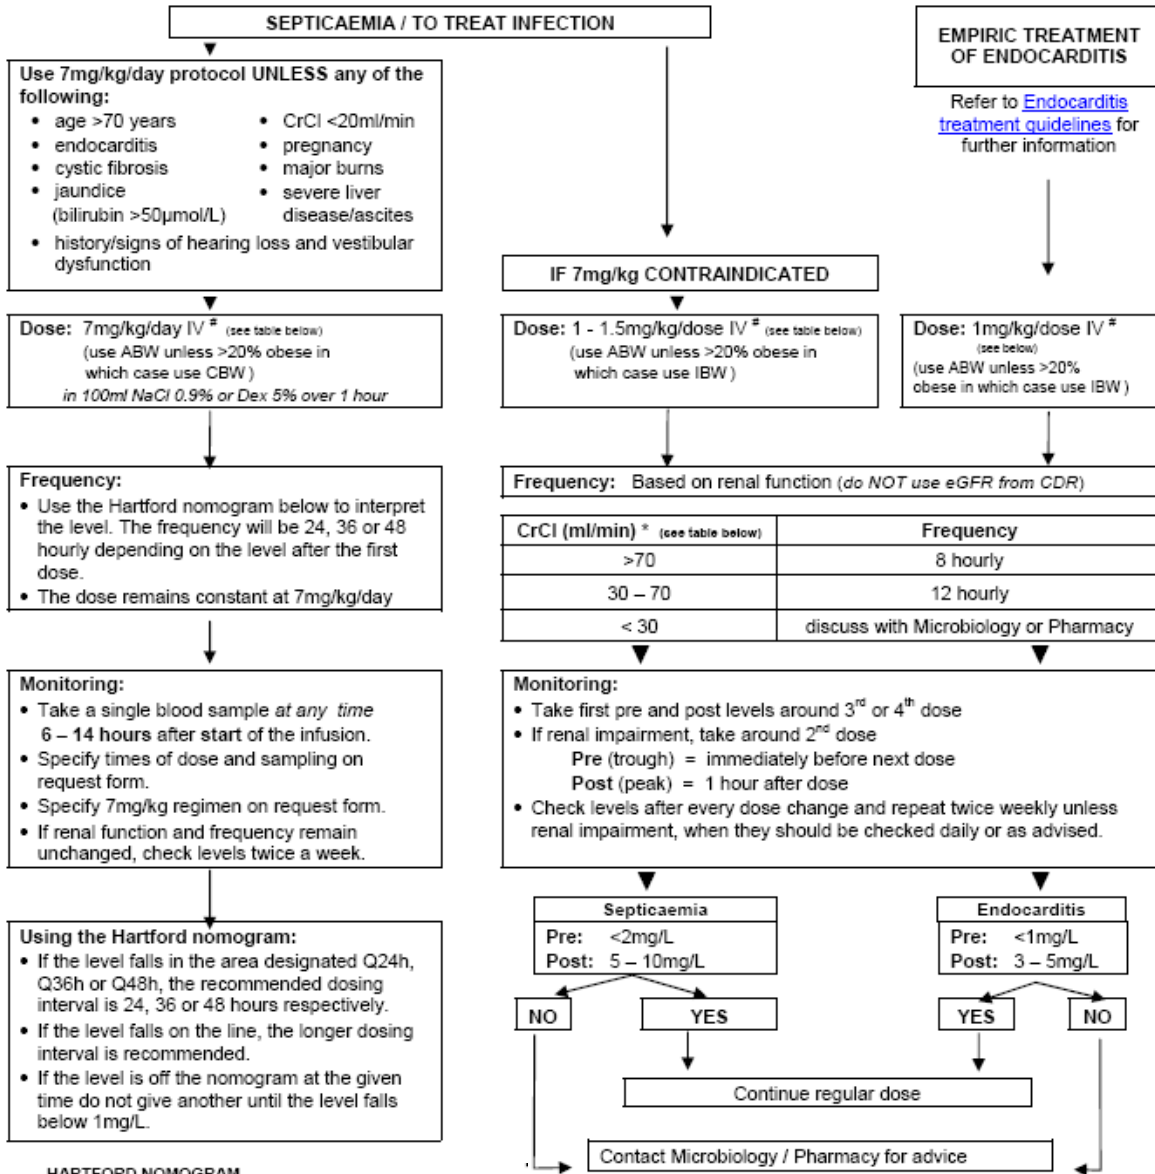 SEPTICAEMIA / TO TREAT INFECTION
Use 7mg/kg/day protocol UNLESS any of the
following:
• age >70 years
• endocarditis
• cystic fibrosis
• jaundice
(bilirubin >50µmol/L)
• CrCl <20ml/min
• pregnancy
• major burns
• severe liver
disease/ascites
• history/signs of hearing loss and vestibular
dysfunction
Dose: 7mg/kg/day IV # (see table below)
(use ABW unless >20% obese in
which case use CBW )
in 100ml NaCl 0.9% or Dex 5% over 1 hour
Frequency:
• Use the Hartford nomogram below to interpret
the level. The frequency will be 24, 36 or 48
hourly depending on the level after the first
dose.
• The dose remains constant at 7mg/kg/day
Monitoring:
• Take a single blood sample at any time
6 – 14 hours after start of the infusion.
• Specify times of dose and sampling on
request form.
• Specify 7mg/kg regimen on request form.
• If renal function and frequency remain
unchanged, check levels twice a week.
Using the Hartford nomogram:
• If the level falls in the area designated Q24h,
Q36h or Q48h, the recommended dosing
interval is 24, 36 or 48 hours respectively.
• If the level falls on the line, the longer dosing
interval is recommended.
• If the level is off the nomogram at the given
time do not give another until the level falls
below 1mg/L.
HARTFORD NOMOGRAM
IF 7mg/kg CONTRAINDICATED
Dose: 1 - 1.5mg/kg/dose IV # (see table below)
(use ABW unless >20% obese in
which case use IBW )
EMPIRIC TREATMENT
OF ENDOCARDITIS
Refer to Endocarditis
treatment guidelines for
further information
Dose: 1mg/kg/dose IV #
(see below)
(use ABW unless >20%
obese in which case use IBW )
Frequency: Based on renal function (do NOT use eGFR from CDR)
CrCl (ml/min) * (see table below) Frequency
>70 8 hourly
30 – 70 12 hourly
< 30 discuss with Microbiology or Pharmacy
Monitoring:
• Take first pre and post levels around 3rd or 4th dose
• If renal impairment, take around 2nd dose
Pre (trough) = immediately before next dose
Post (peak) = 1 hour after dose
• Check levels after every dose change and repeat twice weekly unless
renal impairment, when they should be checked daily or as advised.
Septicaemia
Pre: <2mg/L
Post: 5 – 10mg/L
NO YES
Endocarditis
Pre: <1mg/L
Post: 3 – 5mg/L
YES NO
Continue regular dose
Contact Microbiology / Pharmacy for advice